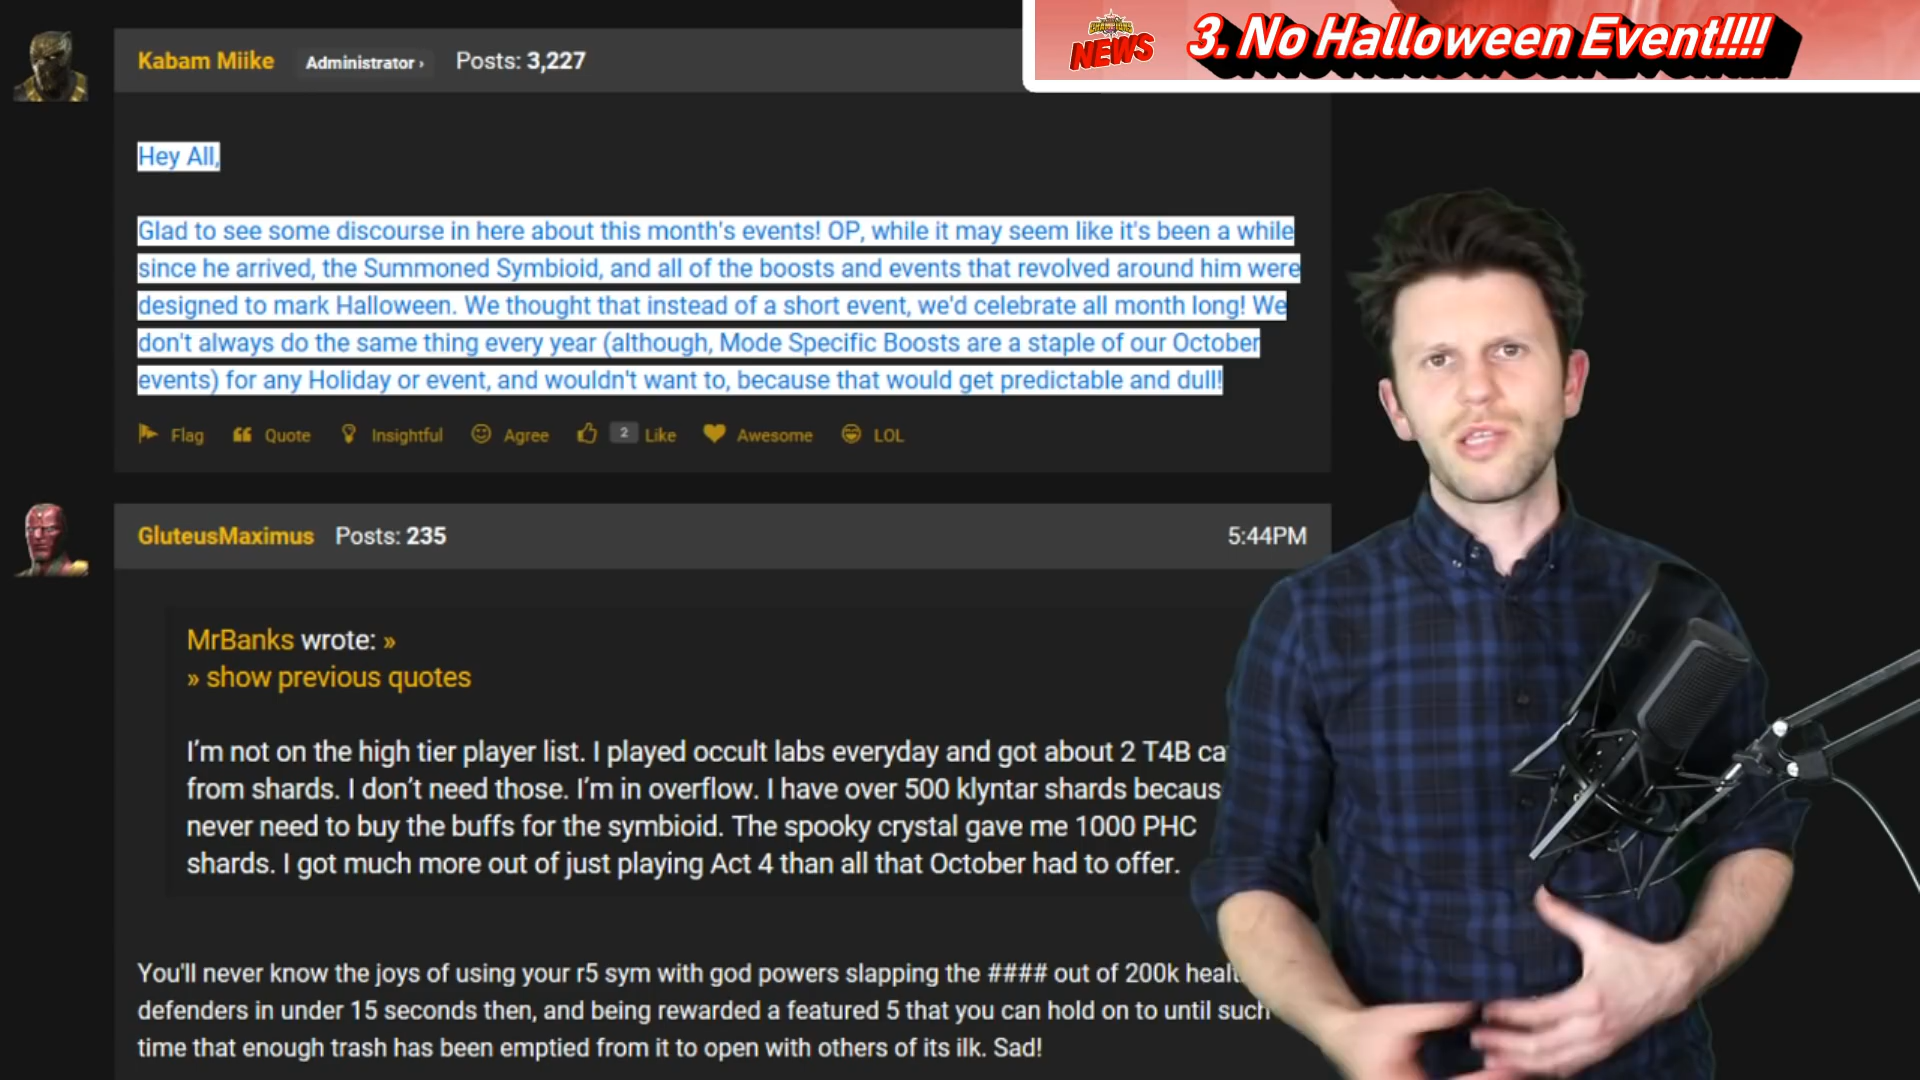 CHAMPIONS
NEWS
3. No Halloween Event!!!!
Kabam Miike Administrator › Posts: 3,227
Hey All,
Glad to see some discourse in here about this month's events! OP, while it may seem like it's been a while
since he arrived, the Summoned Symbioid, and all of the boosts and events that revolved around him were
designed to mark Halloween. We thought that instead of a short event, we'd celebrate all month long! We
don't always do the same thing every year (although, Mode Specific Boosts are a staple of our October
events) for any Holiday or event, and wouldn't want to, because that would get predictable and dull!
Flag Quote Insightful Agree 2 Like Awesome LOL
GluteusMaximus Posts: 235 5:44PM
MrBanks wrote: »
» show previous quotes
I’m not on the high tier player list. I played occult labs everyday and got about 2 T4B
from shards. I don’t need those. I’m in overflow. I have over 500 klyntar shards
never need to buy the buffs for the symbioid. The spooky crystal gave me 1000 PHC
shards. I got much more out of just playing Act 4 than all that October had to offer.
You'll never know the joys of using your r5 sym with god powers slapping the #### out of 200k
defenders in under 15 seconds then, and being rewarded a featured 5 that you can hold on to until such
time that enough trash has been emptied from it to open with others of its ilk. Sad!